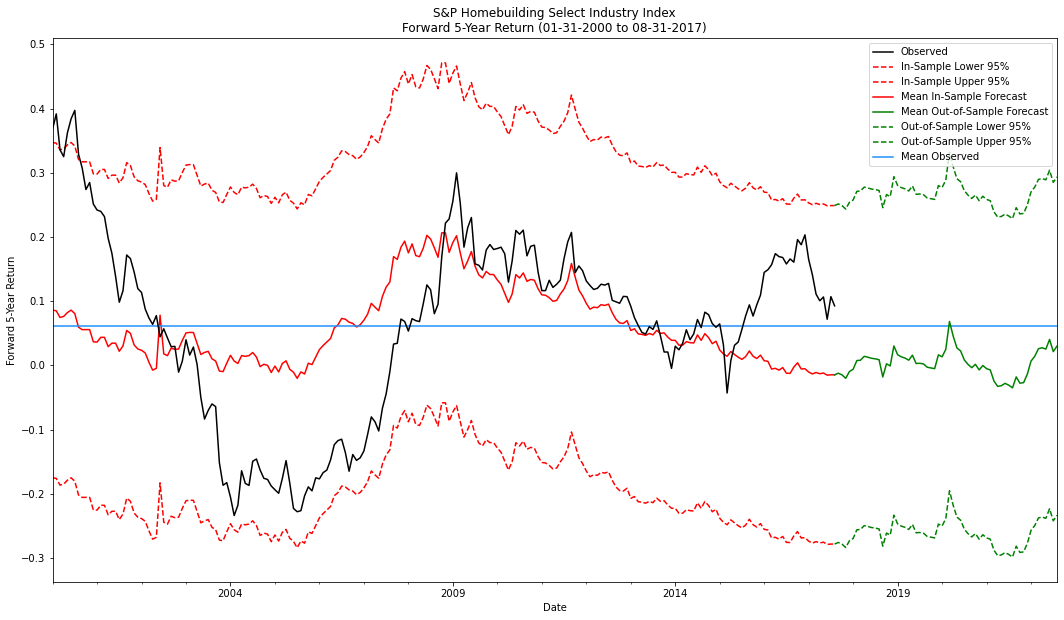 S&P Homebuilding Select Industry Index
Forward 5-Year Return (01-31-2000 to 08-31-2017)
Observed
In-Sample Lower 95%
In-Sample Upper 95%
Mean In-Sample Forecast
Mean Out-of-Sample Forecast
Out-of-Sample Lower 95%
Out-of-Sample Upper 95%
Mean Observed
Forward 5-Year Return
0.5
0.4
0.3
0.2
0.1
0.0
−0.1
−0.2
−0.3
2004
2009
2014
2019
Date